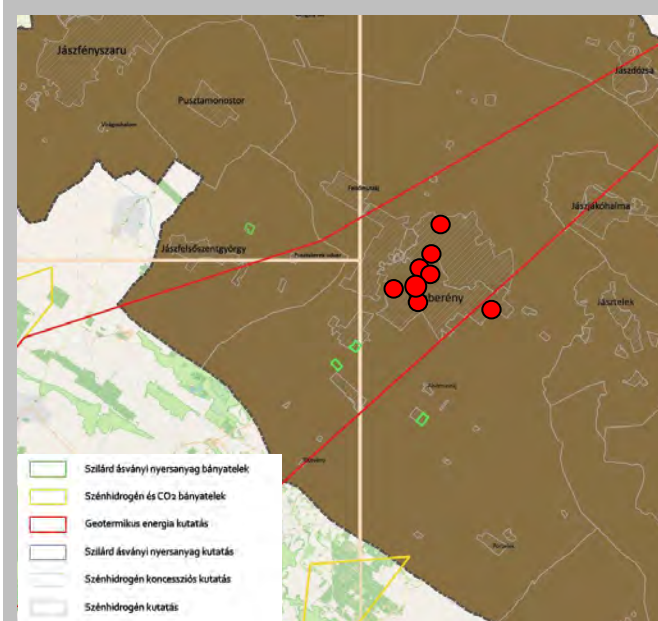 Jászfényszaru
Jászdózsa
Pusztamonostor
Jászfelsőszentgyörgy
Jászjákóhalma
berény
Jásztelek
Szilárd ásványi nyersanyag bányatelek
Szénhidrogén és CO2 bányatelek
Geotermikus energia kutatás
Szilárd ásványi nyersanyag kutatás
Szénhidrogén koncessziós kutatás
Szénhidrogén kutatás